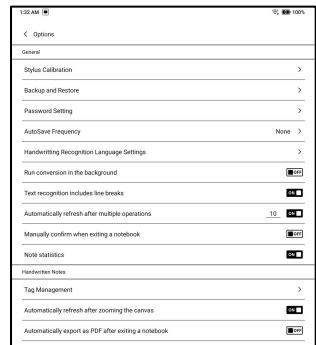 1:32 AM 100%
Options
General
Stylus Calibration
Backup and Restore
Password Setting
AutoSave Frequency None
Handwritting Recognition Language Settings
Run conversion in the background OFF
Text recognition includes line breaks ON
Automatically refresh after multiple operations 10 ON
Manually confirm when exiting a notebook OFF
Note statistics ON
Handwritten Notes
Tag Management
Automatically refresh after zooming the canvas ON
Automatically export as PDF after exiting a notebook OFF